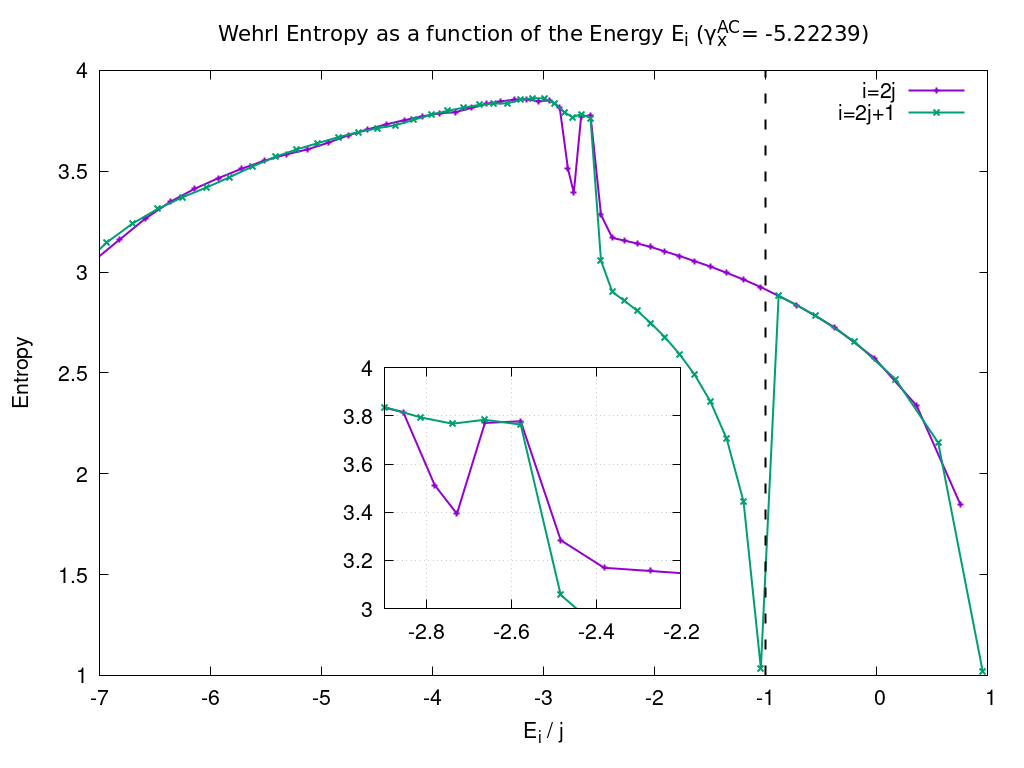 Wehrl Entropy as a function of the Energy Eᵢ (γₓᴬᶜ= -5.22239)
i=2j
i=2j+1
4
3.5
3
2.5
2
1.5
1
Entropy
4
3.8
3.6
3.4
3.2
3
-2.8 -2.6 -2.4 -2.2
-7 -6 -5 -4 -3 -2 -1 0 1
Eᵢ / j